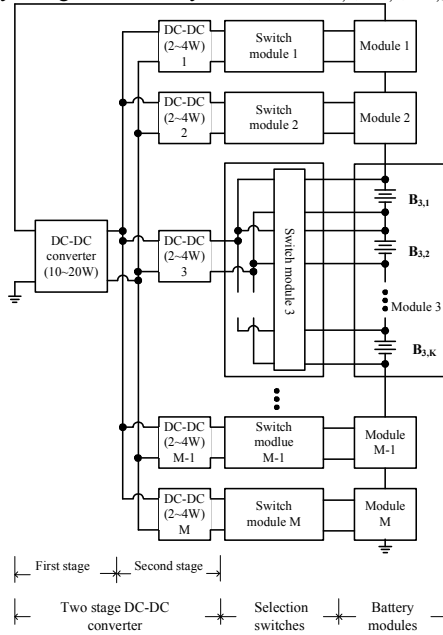 DC-DC
(2~4W)
1
Switch
module 1
Module 1
DC-DC
(2~4W)
2
Switch
module 2
Module 2
DC-DC
converter
(10~20W)
DC-DC
(2~4W)
3
Switch module 3
B3,1
B3,2
Module 3
B3,K
DC-DC
(2~4W)
M-1
Switch
modlue
M-1
Module
M-1
DC-DC
(2~4W)
M
Switch
module M
Module
M
First stage
Second stage
Two stage DC-DC
converter
Selection
switches
Battery
modules